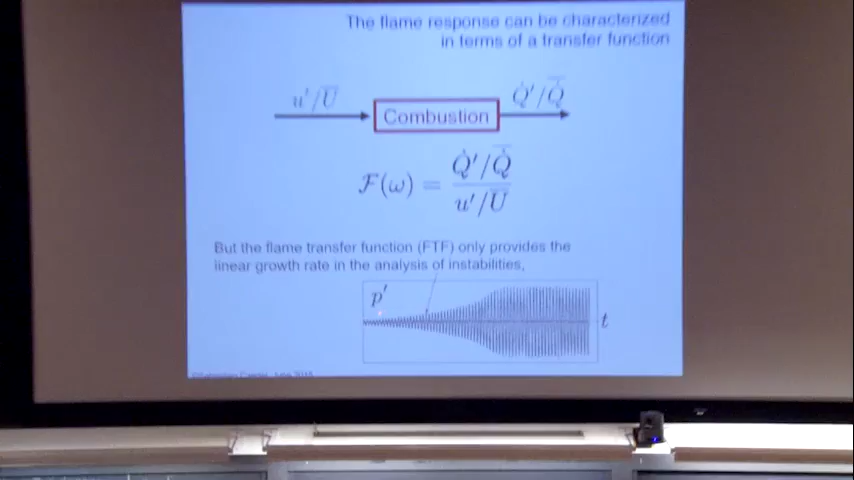 The flame response can be characterized
in terms of a transfer function
u′/U̅ Q̇′/Q̇̅
Combustion
F(ω) = Q̇′/Q̇̅ / u′/U̅
But the flame transfer function (FTF) only provides the
linear growth rate in the analysis of instabilities,
p′
t